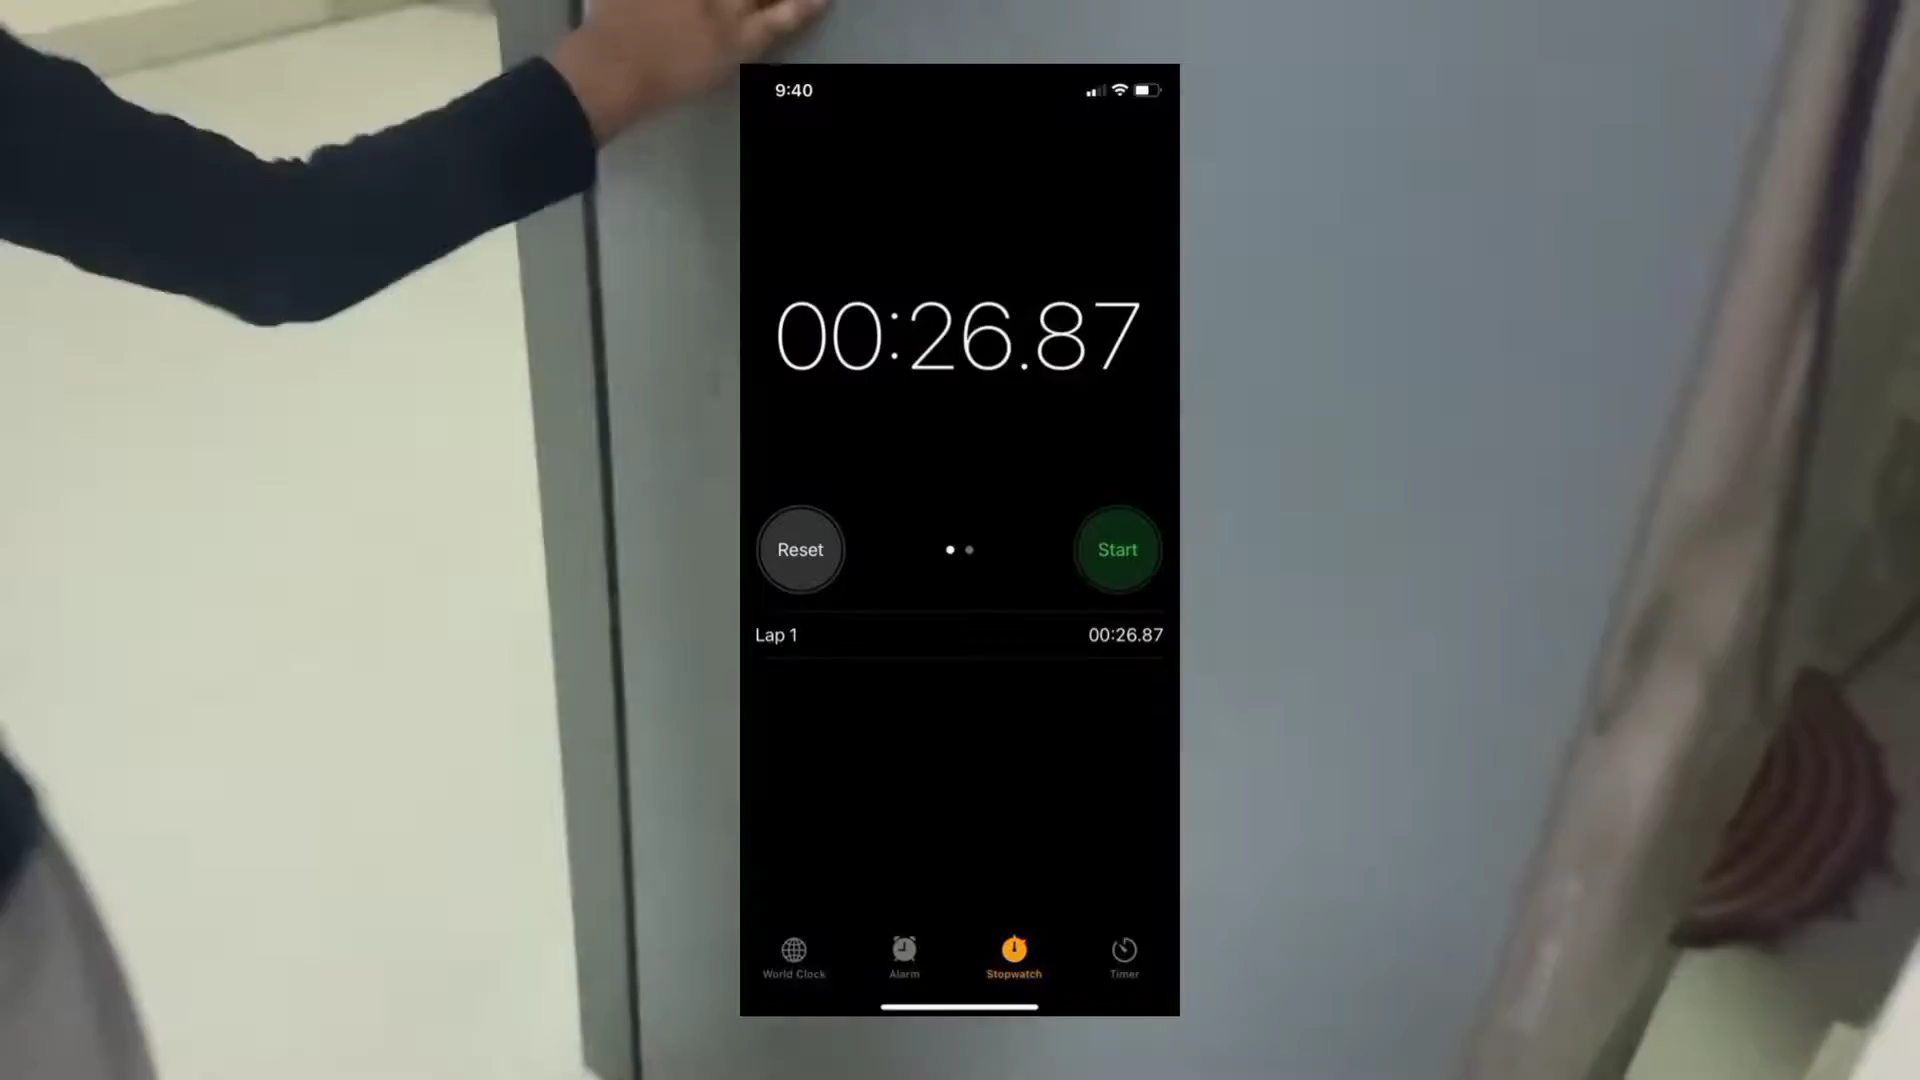 9:40
00:26.87
Reset
Start
Lap 1
00:26.87
World Clock
Alarm
Stopwatch
Timer